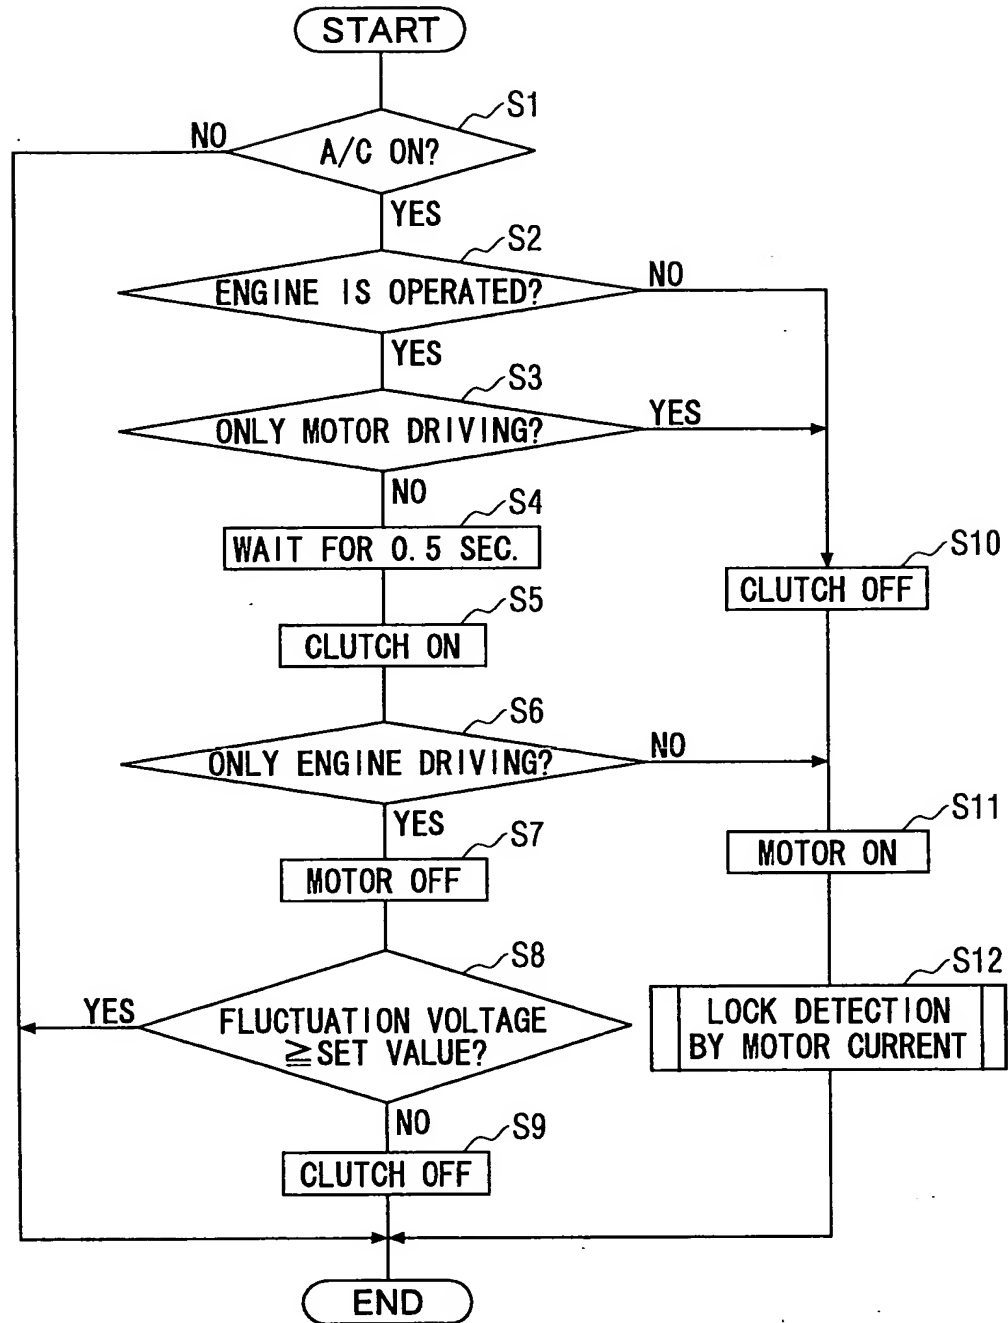 START
S1
NO
A/C ON?
YES
S2
ENGINE IS OPERATED?
NO
YES
S3
ONLY MOTOR DRIVING?
YES
NO
S4
WAIT FOR 0.5 SEC.
S10
CLUTCH OFF
S5
CLUTCH ON
S6
ONLY ENGINE DRIVING?
NO
YES
S7
MOTOR OFF
S11
MOTOR ON
S8
YES
FLUCTUATION VOLTAGE
≧SET VALUE?
S12
LOCK DETECTION
BY MOTOR CURRENT
NO
S9
CLUTCH OFF
END